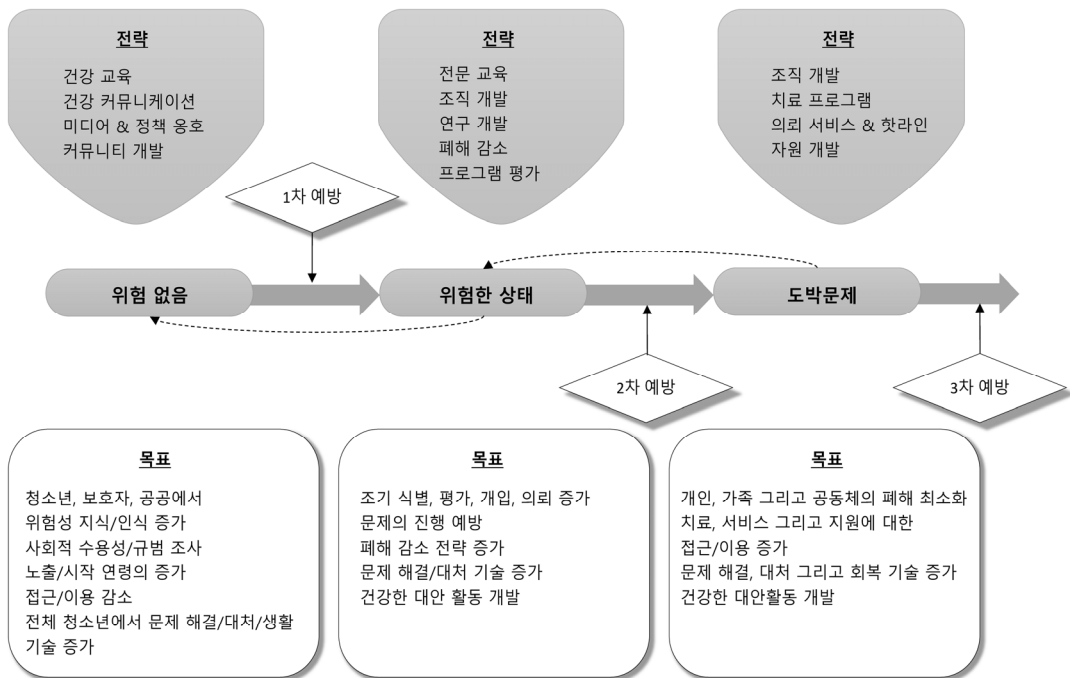 전략
건강 교육
건강 커뮤니케이션
미디어 & 정책 옹호
커뮤니티 개발
전략
전문 교육
조직 개발
연구 개발
폐해 감소
프로그램 평가
전략
조직 개발
치료 프로그램
의뢰 서비스 & 핫라인
자원 개발
1차 예방
위험 없음
위험한 상태
도박문제
2차 예방
3차 예방
목표
청소년, 보호자, 공공에서
위험성 지식/인식 증가
사회적 수용성/규범 조사
노출/시작 연령의 증가
접근/이용 감소
전체 청소년에서 문제 해결/대처/생활
기술 증가
목표
조기 식별, 평가, 개입, 의뢰 증가
문제의 진행 예방
폐해 감소 전략 증가
문제 해결/대처 기술 증가
건강한 대안 활동 개발
목표
개인, 가족 그리고 공동체의 폐해 최소화
치료, 서비스 그리고 지원에 대한
접근/이용 증가
문제 해결, 대처 그리고 회복 기술 증가
건강한 대안활동 개발